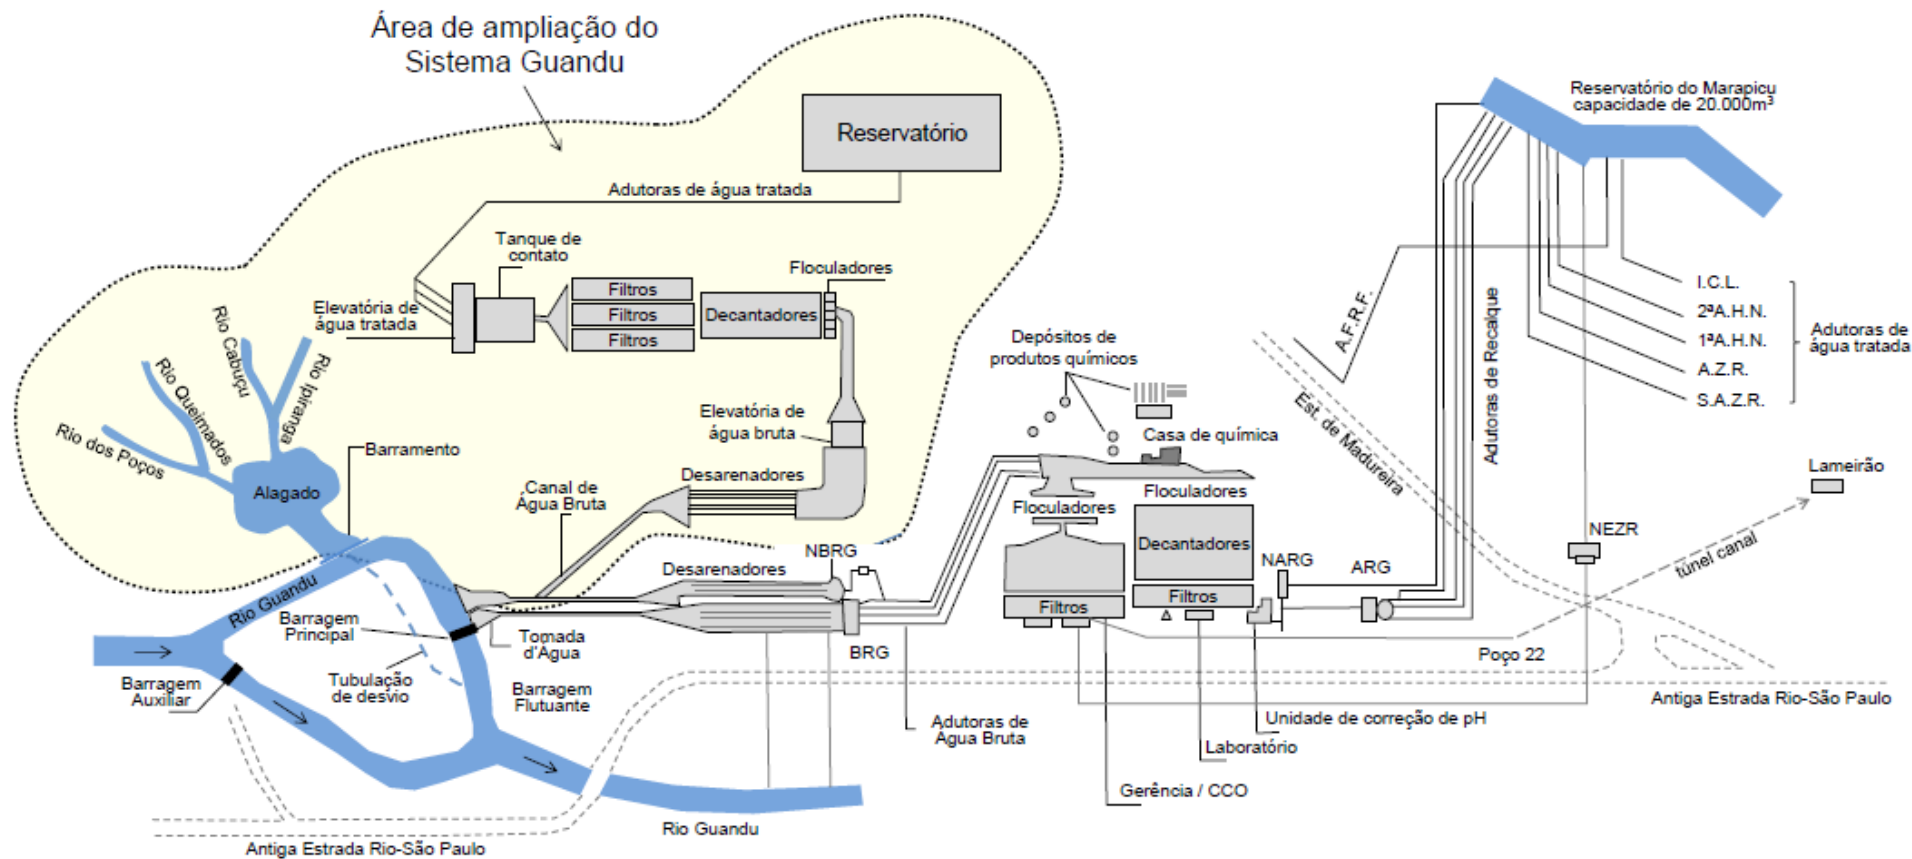 Área de ampliação do
Sistema Guandu
Reservatório
Adutoras de água tratada
Tanque de
contato
Floculadores
Elevatória de
água tratada
Filtros
Filtros
Filtros
Decantadores
Rio Cabuçu
Rio Ipiranga
Rio Queimados
Rio dos Poços
Alagado
Barramento
Elevatória de
água bruta
Desarenadores
Canal de
Água Bruta
Rio Guandu
Barragem
Principal
Tomada
d'Água
Barragem
Auxiliar
Tubulação
de desvio
Barragem
Flutuante
Desarenadores
NBRG
BRG
Adutoras de
Água Bruta
Rio Guandu
Antiga Estrada Rio-São Paulo
Depósitos de
produtos químicos
Casa de química
Floculadores
Floculadores
Decantadores
Filtros
Filtros
NARG
ARG
Unidade de correção de pH
Laboratório
Gerência / CCO
Reservatório do Marapicu
capacidade de 20.000m³
A.F.R.F.
Adutoras de Recalque
Est. de Madureira
I.C.L.
2ªA.H.N.
1ªA.H.N.
A.Z.R.
S.A.Z.R.
Adutoras de
água tratada
Lameirão
NEZR
túnel canal
Poço 22
Antiga Estrada Rio-São Paulo